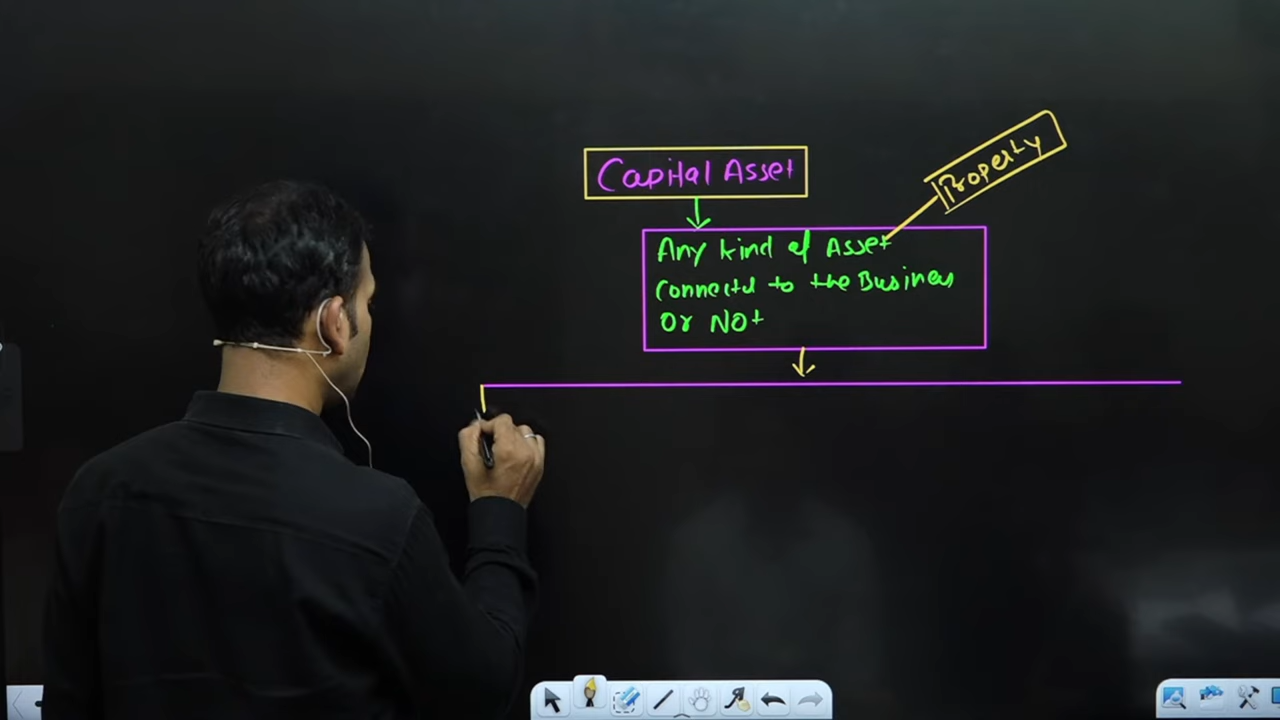 Capital Asset
Property
Any kind of Asset
Connected to the Business
Or NOt